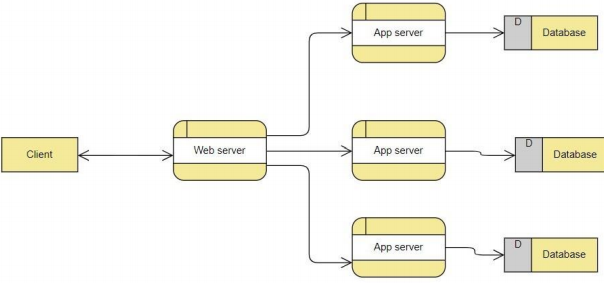 App server
D
Database
Client
Web server
App server
D
Database
App server
D
Database